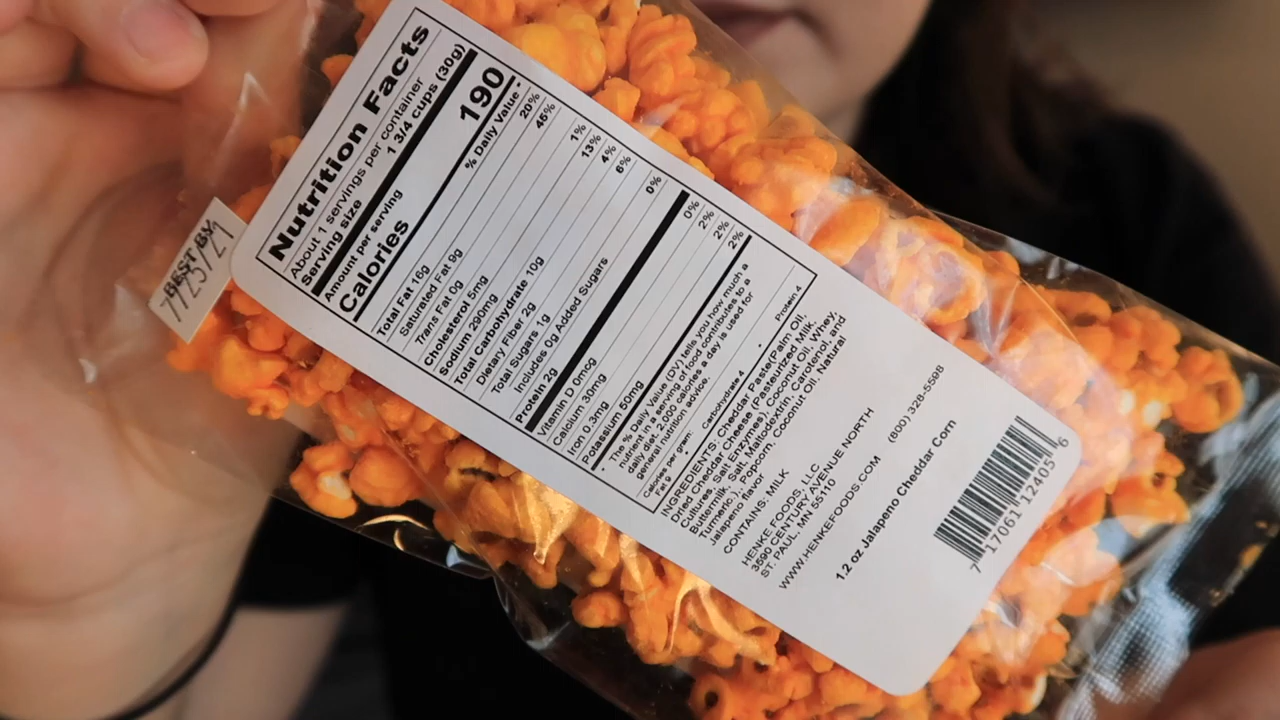 Nutrition Facts
About 1 servings per container
Serving size 1 3/4 cups (30g)
Amount per serving
Calories 190
% Daily Value *
Total Fat 16g 20%
Saturated Fat 9g 45%
Trans Fat 0g
Cholesterol 5mg 1%
Sodium 290mg 13%
Total Carbohydrate 10g 4%
Dietary Fiber 2g 6%
Total Sugars 1g
Includes 0g Added Sugars 0%
Protein 2g
Vitamin D 0mcg 0%
Calcium 30mg 2%
Iron 0.3mg 2%
Potassium 50mg 2%
* The % Daily Value (DV) tells you how much a
nutrient in a serving of food contributes to a
daily diet. 2,000 calories a day is used for
general nutrition advice.
Calories per gram:
Fat 9 • Carbohydrate 4 • Protein 4
INGREDIENTS: Cheddar Paste(Palm Oil,
Dried Cheddar Cheese (Pasteurized Milk,
Cultures, Salt Enzymes), Coconut Oil, Whey,
Buttermilk, Salt, Maltodextrin, Carotenol, and
Turmeric.), Popcorn, Coconut Oil, Natural
Jalapeno flavor
CONTAINS: MILK
HENKE FOODS, LLC
3590 CENTURY AVENUE NORTH
ST. PAUL, MN 55110
WWW.HENKEFOODS.COM (800) 328-5598
1.2 oz Jalapeno Cheddar Corn
7 17061 12405 6
BEST BY
7/23/21